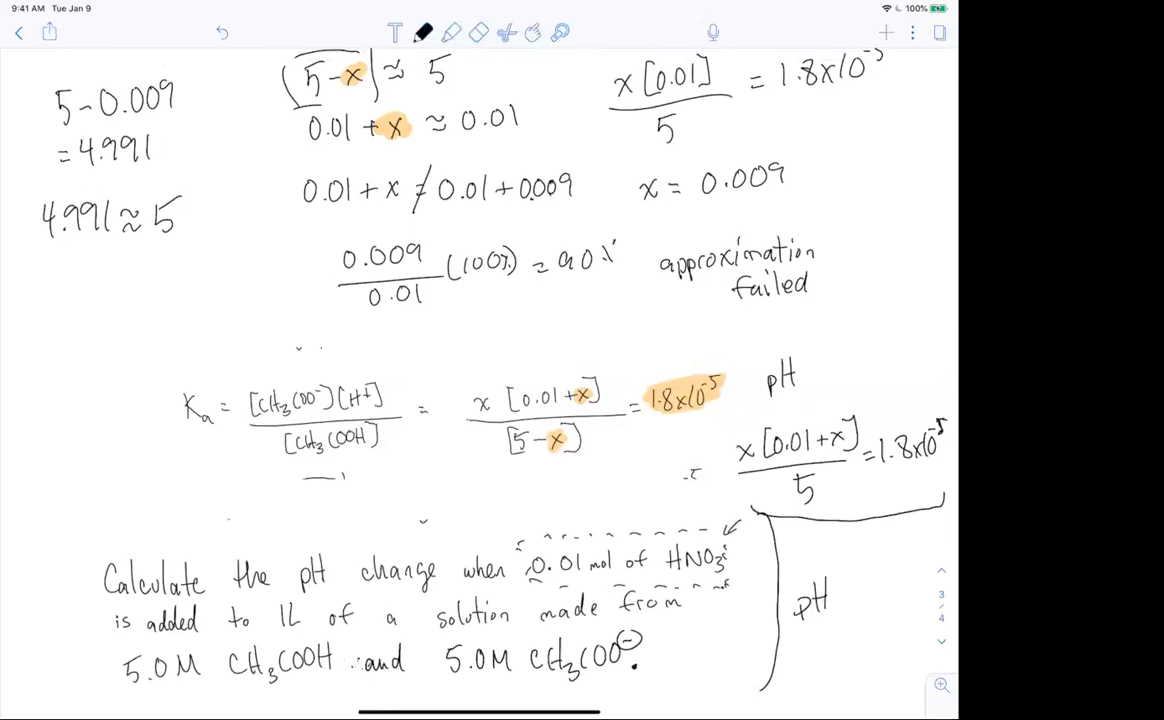 9:41 AM Tue Jan 9
100%
5 - 0.009
= 4.991
4.991 ≈ 5
(5 - x) ≈ 5
0.01 + x ≈ 0.01
0.01 + x ≠ 0.01 + 0.009
0.009/0.01 (100%) = 90%
x [0.01]/5 = 1.8x10⁻⁵
x = 0.009
approximation
failed
Ka = [CH₃COO⁻][H⁺]/[CH₃COOH] = x [0.01+x]/[5-x] = 1.8x10⁻⁵
pH
x [0.01+x]/5 = 1.8x10⁻⁵
pH
Calculate the pH change when 0.01 mol of HNO₃
is added to 1L of a solution made from
5.0M CH₃COOH and 5.0M CH₃COO⁻.
3
/
4